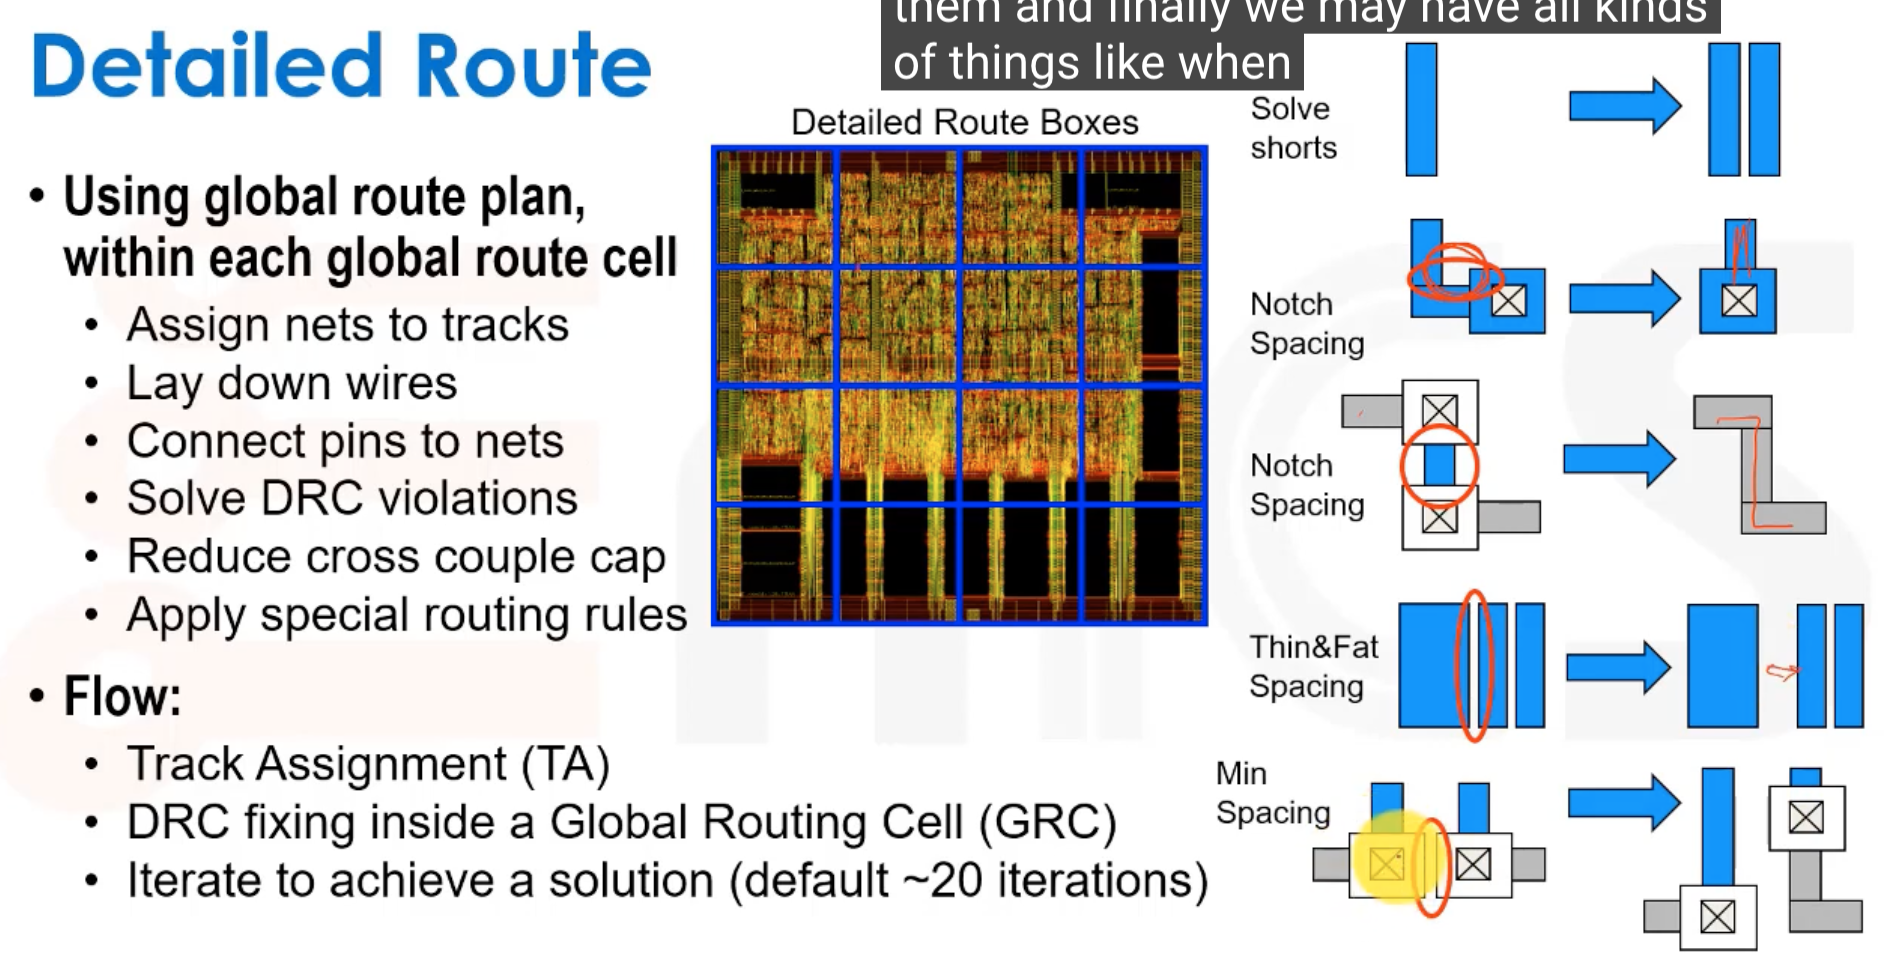 them and finally we may have all kinds
of things like when
Detailed Route
• Using global route plan,
within each global route cell
• Assign nets to tracks
• Lay down wires
• Connect pins to nets
• Solve DRC violations
• Reduce cross couple cap
• Apply special routing rules
• Flow:
• Track Assignment (TA)
• DRC fixing inside a Global Routing Cell (GRC)
• Iterate to achieve a solution (default ~20 iterations)
Detailed Route Boxes
Solve
shorts
Notch
Spacing
Notch
Spacing
Thin&Fat
Spacing
Min
Spacing